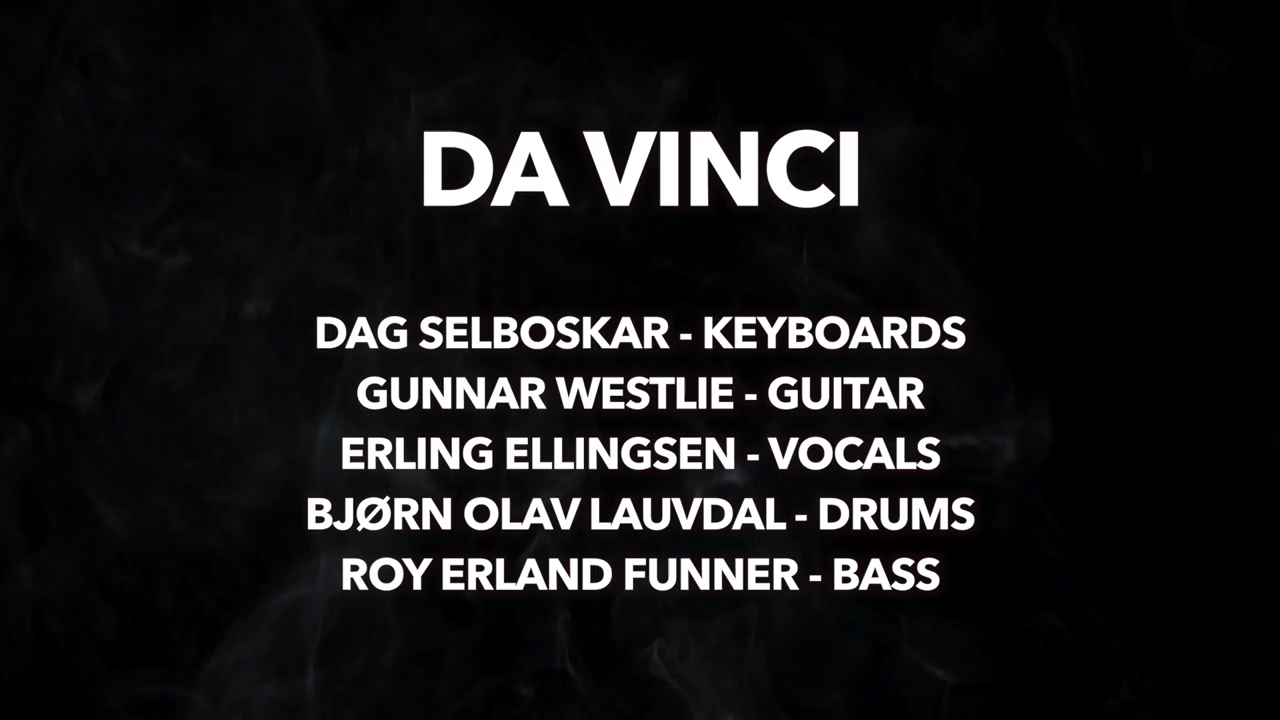 DA VINCI
DAG SELBOSKAR - KEYBOARDS
GUNNAR WESTLIE - GUITAR
ERLING ELLINGSEN - VOCALS
BJØRN OLAV LAUVDAL - DRUMS
ROY ERLAND FUNNER - BASS